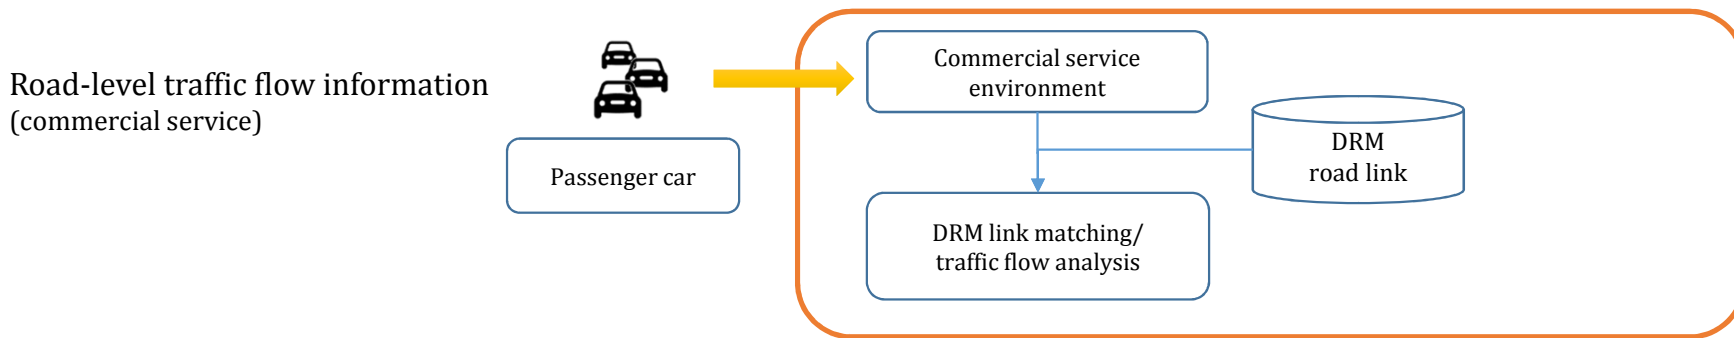 Road-level traffic flow information
(commercial service)
Passenger car
Commercial service
environment
DRM
road link
DRM link matching/
traffic flow analysis